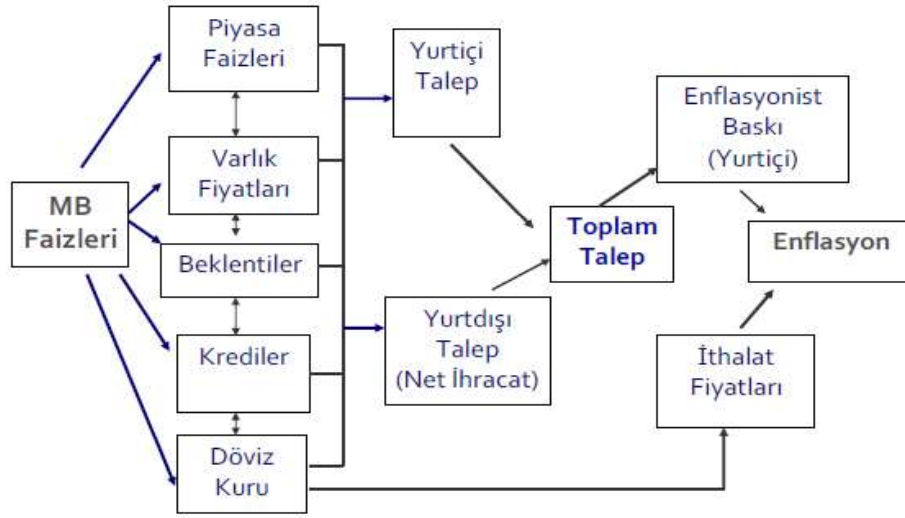 Piyasa
Faizleri
Varlık
Fiyatları
MB
Faizleri
Beklentiler
Krediler
Döviz
Kuru
Yurtiçi
Talep
Yurtdışı
Talep
(Net İhracat)
Toplam
Talep
Enflasyonist
Baskı
(Yurtiçi)
Enflasyon
İthalat
Fiyatları